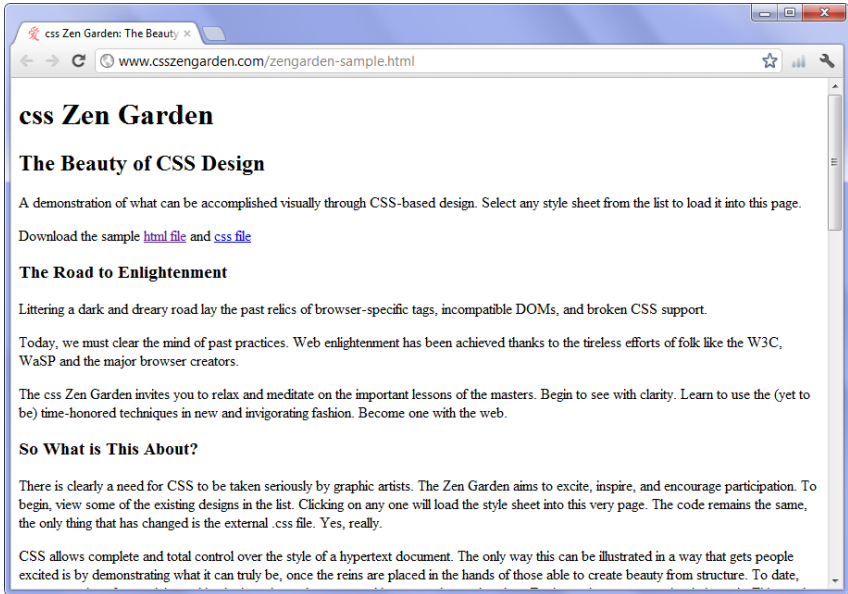 css Zen Garden: The Beauty
www.csszengarden.com/zengarden-sample.html
css Zen Garden
The Beauty of CSS Design
A demonstration of what can be accomplished visually through CSS-based design. Select any style sheet from the list to load it into this page.
Download the sample html file and css file
The Road to Enlightenment
Littering a dark and dreary road lay the past relics of browser-specific tags, incompatible DOMs, and broken CSS support.
Today, we must clear the mind of past practices. Web enlightenment has been achieved thanks to the tireless efforts of folk like the W3C,
WaSP and the major browser creators.
The css Zen Garden invites you to relax and meditate on the important lessons of the masters. Begin to see with clarity. Learn to use the (yet to
be) time-honored techniques in new and invigorating fashion. Become one with the web.
So What is This About?
There is clearly a need for CSS to be taken seriously by graphic artists. The Zen Garden aims to excite, inspire, and encourage participation. To
begin, view some of the existing designs in the list. Clicking on any one will load the style sheet into this very page. The code remains the same,
the only thing that has changed is the external .css file. Yes, really.
CSS allows complete and total control over the style of a hypertext document. The only way this can be illustrated in a way that gets people
excited is by demonstrating what it can truly be, once the reins are placed in the hands of those able to create beauty from structure. To date,